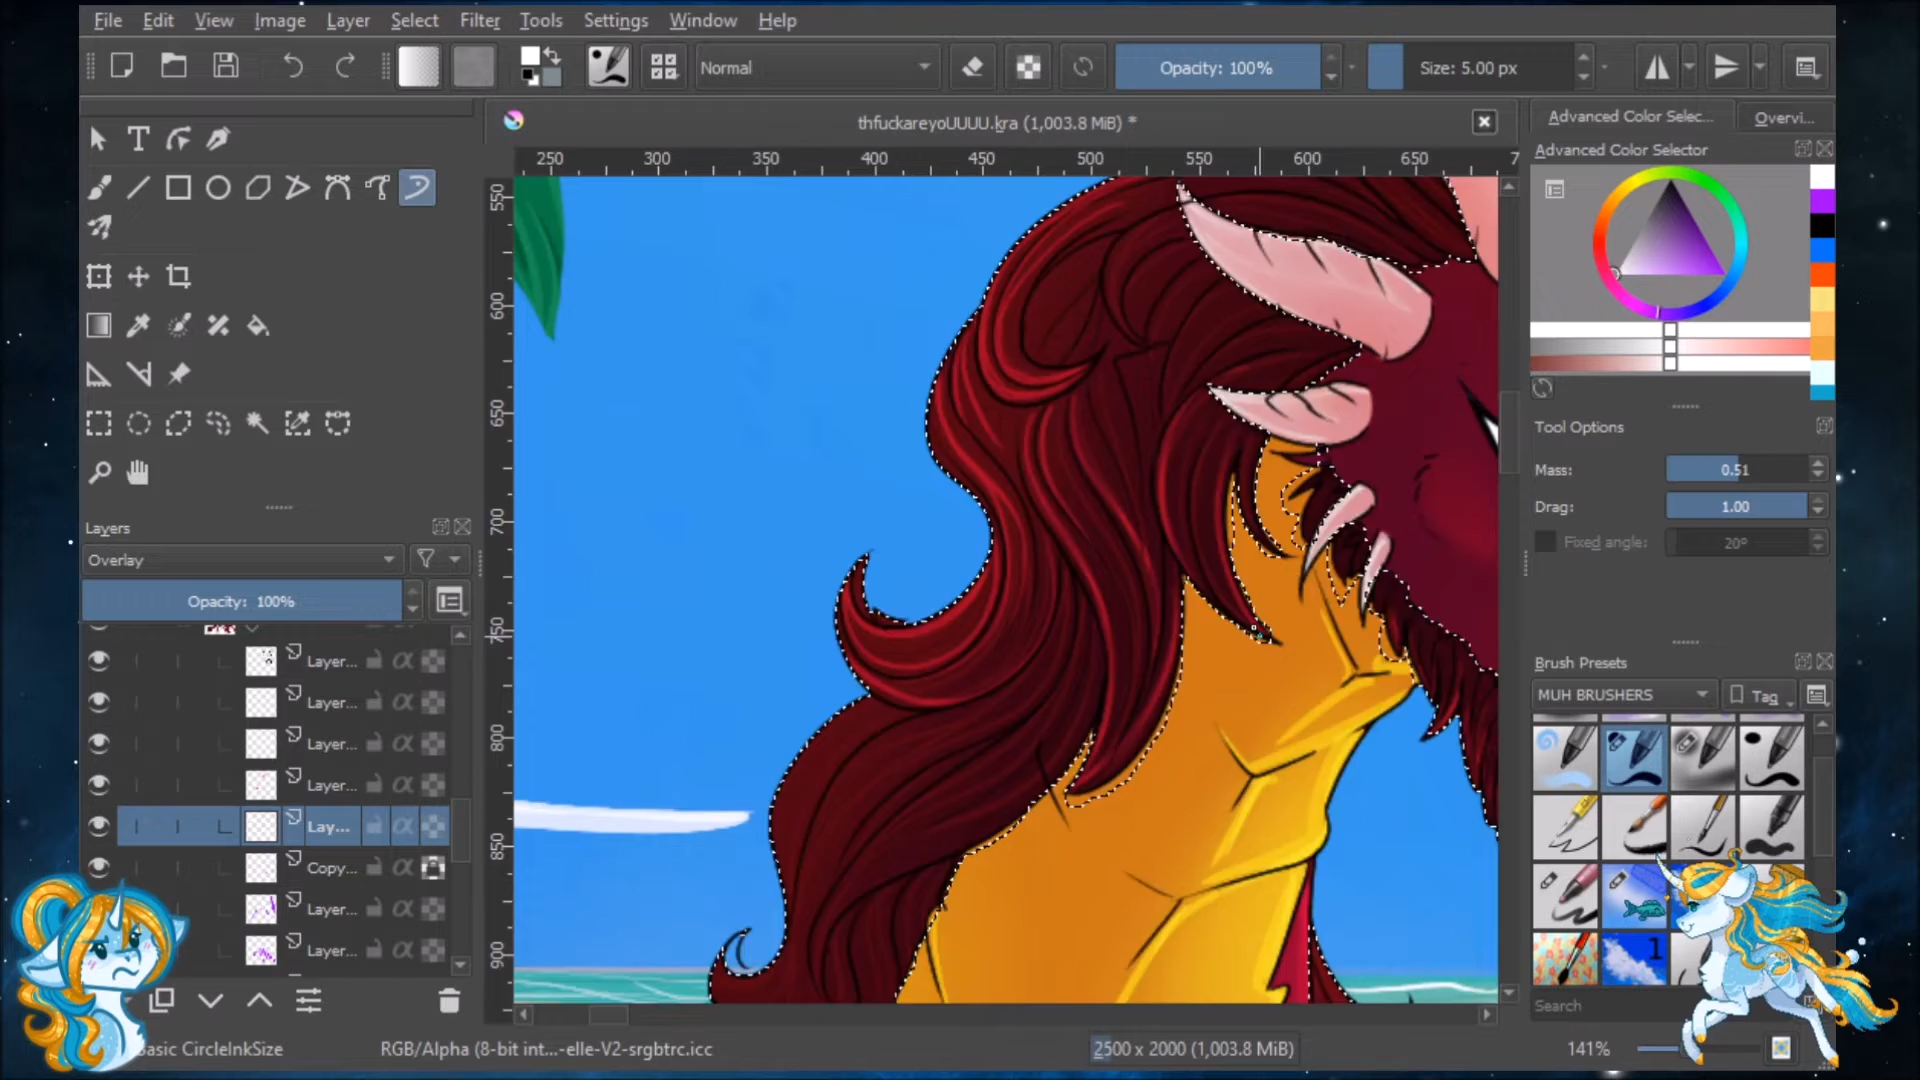 File Edit View Image Layer Select Filter Tools Settings Window Help
Normal Opacity: 100% Size: 5.00 px
thfuckareyoUUUU.kra (1,003.8 MiB) *
Advanced Color Selec... Overvi...
Advanced Color Selector
250 300 350 400 450 500 550 600 650 7
550
600
650
700
750
800
850
900
Tool Options
Mass: 0.51
Drag: 1.00
Fixed angle: 20º
Layers
Overlay
Opacity: 100%
Layer...
Layer...
Layer...
Layer...
Lay...
Copy...
Layer...
Layer...
Brush Presets
MUH BRUSHERS Tag
1
Search
Basic CircleInkSize RGB/Alpha (8-bit int...-elle-V2-srgbtrc.icc 2500 x 2000 (1,003.8 MiB) 141%